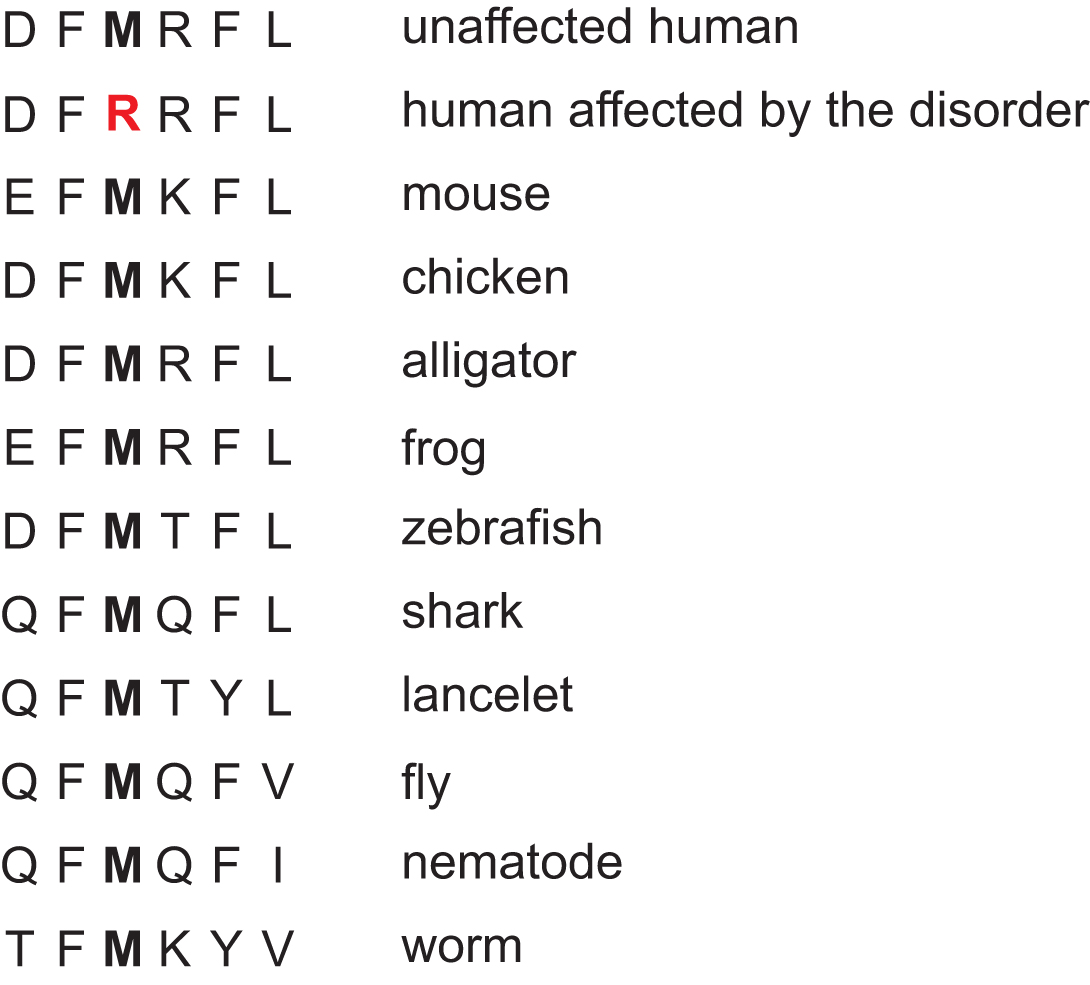 D F M R F L unaffected human
D F R R F L human affected by the disorder
E F M K F L mouse
D F M K F L chicken
D F M R F L alligator
E F M R F L frog
D F M T F L zebrafish
Q F M Q F L shark
Q F M T Y L lancelet
Q F M Q F V fly
Q F M Q F I nematode
T F M K Y V worm